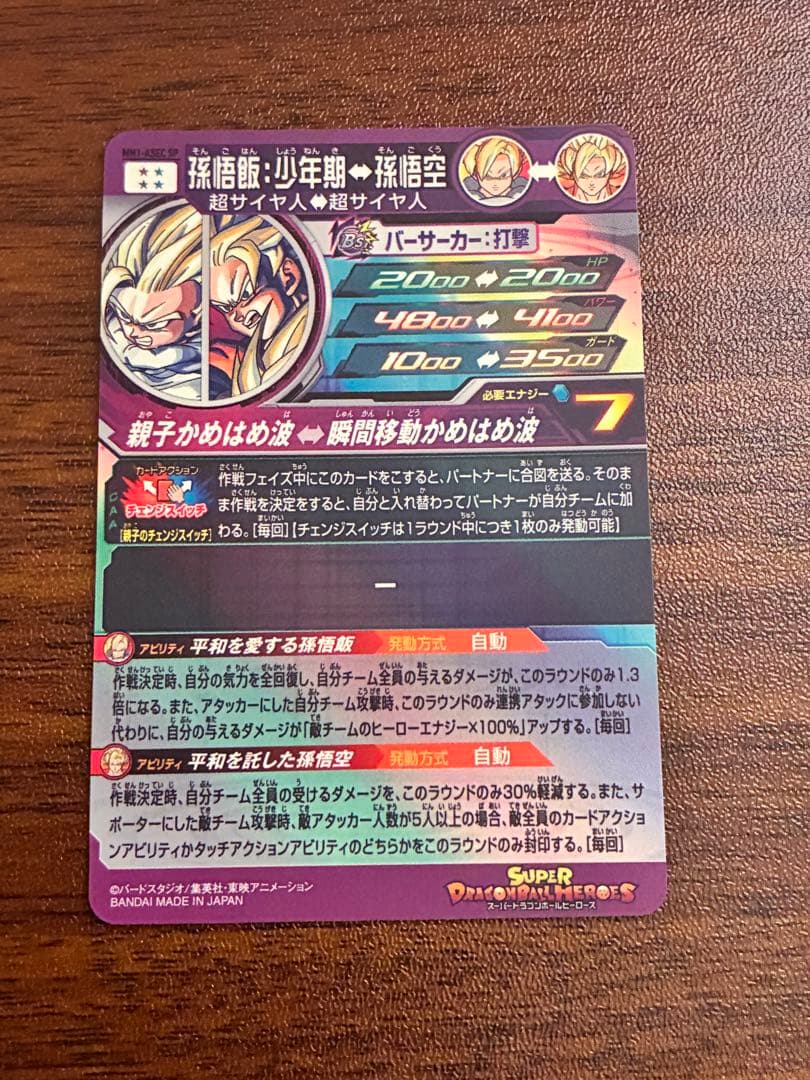 MM1-ASEC SP
孫悟飯:少年期⇔孫悟空
超サイヤ人⇔超サイヤ人
Bs バーサーカー:打撃
HP
2000⇔2000
パワー
4800⇔4100
ガード
1000⇔3500
必要エナジー 7
親子かめはめ波⇔瞬間移動かめはめ波
CAA
カードアクション
チェンジスイッチ
[親子のチェンジスイッチ]
作戦フェイズ中にこのカードをこすると、パートナーに合図を送る。そのま
ま作戦を決定をすると、自分と入れ替わってパートナーが自分チームに加
わる。[毎回]【チェンジスイッチは1ラウンド中につき1枚のみ発動可能】
ー
アビリティ 平和を愛する孫悟飯 発動方式 自動
作戦決定時、自分の気力を全回復し、自分チーム全員の与えるダメージが、このラウンドのみ1.3
倍になる。また、アタッカーにした自分チーム攻撃時、このラウンドのみ連携アタックに参加しない
代わりに、自分の与えるダメージが「敵チームのヒーローエナジー×100%」アップする。[毎回]
アビリティ 平和を託した孫悟空 発動方式 自動
作戦決定時、自分チーム全員の受けるダメージを、このラウンドのみ30%軽減する。また、サ
ポーターにした敵チーム攻撃時、敵アタッカー人数が5人以上の場合、敵全員のカードアクショ
ンアビリティかタッチアクションアビリティのどちらかをこのラウンドのみ封印する。[毎回]
©バードスタジオ/集英社・東映アニメーション
BANDAI MADE IN JAPAN
SUPER
DRAGONBALL HEROES
スーパードラゴンボールヒーローズ